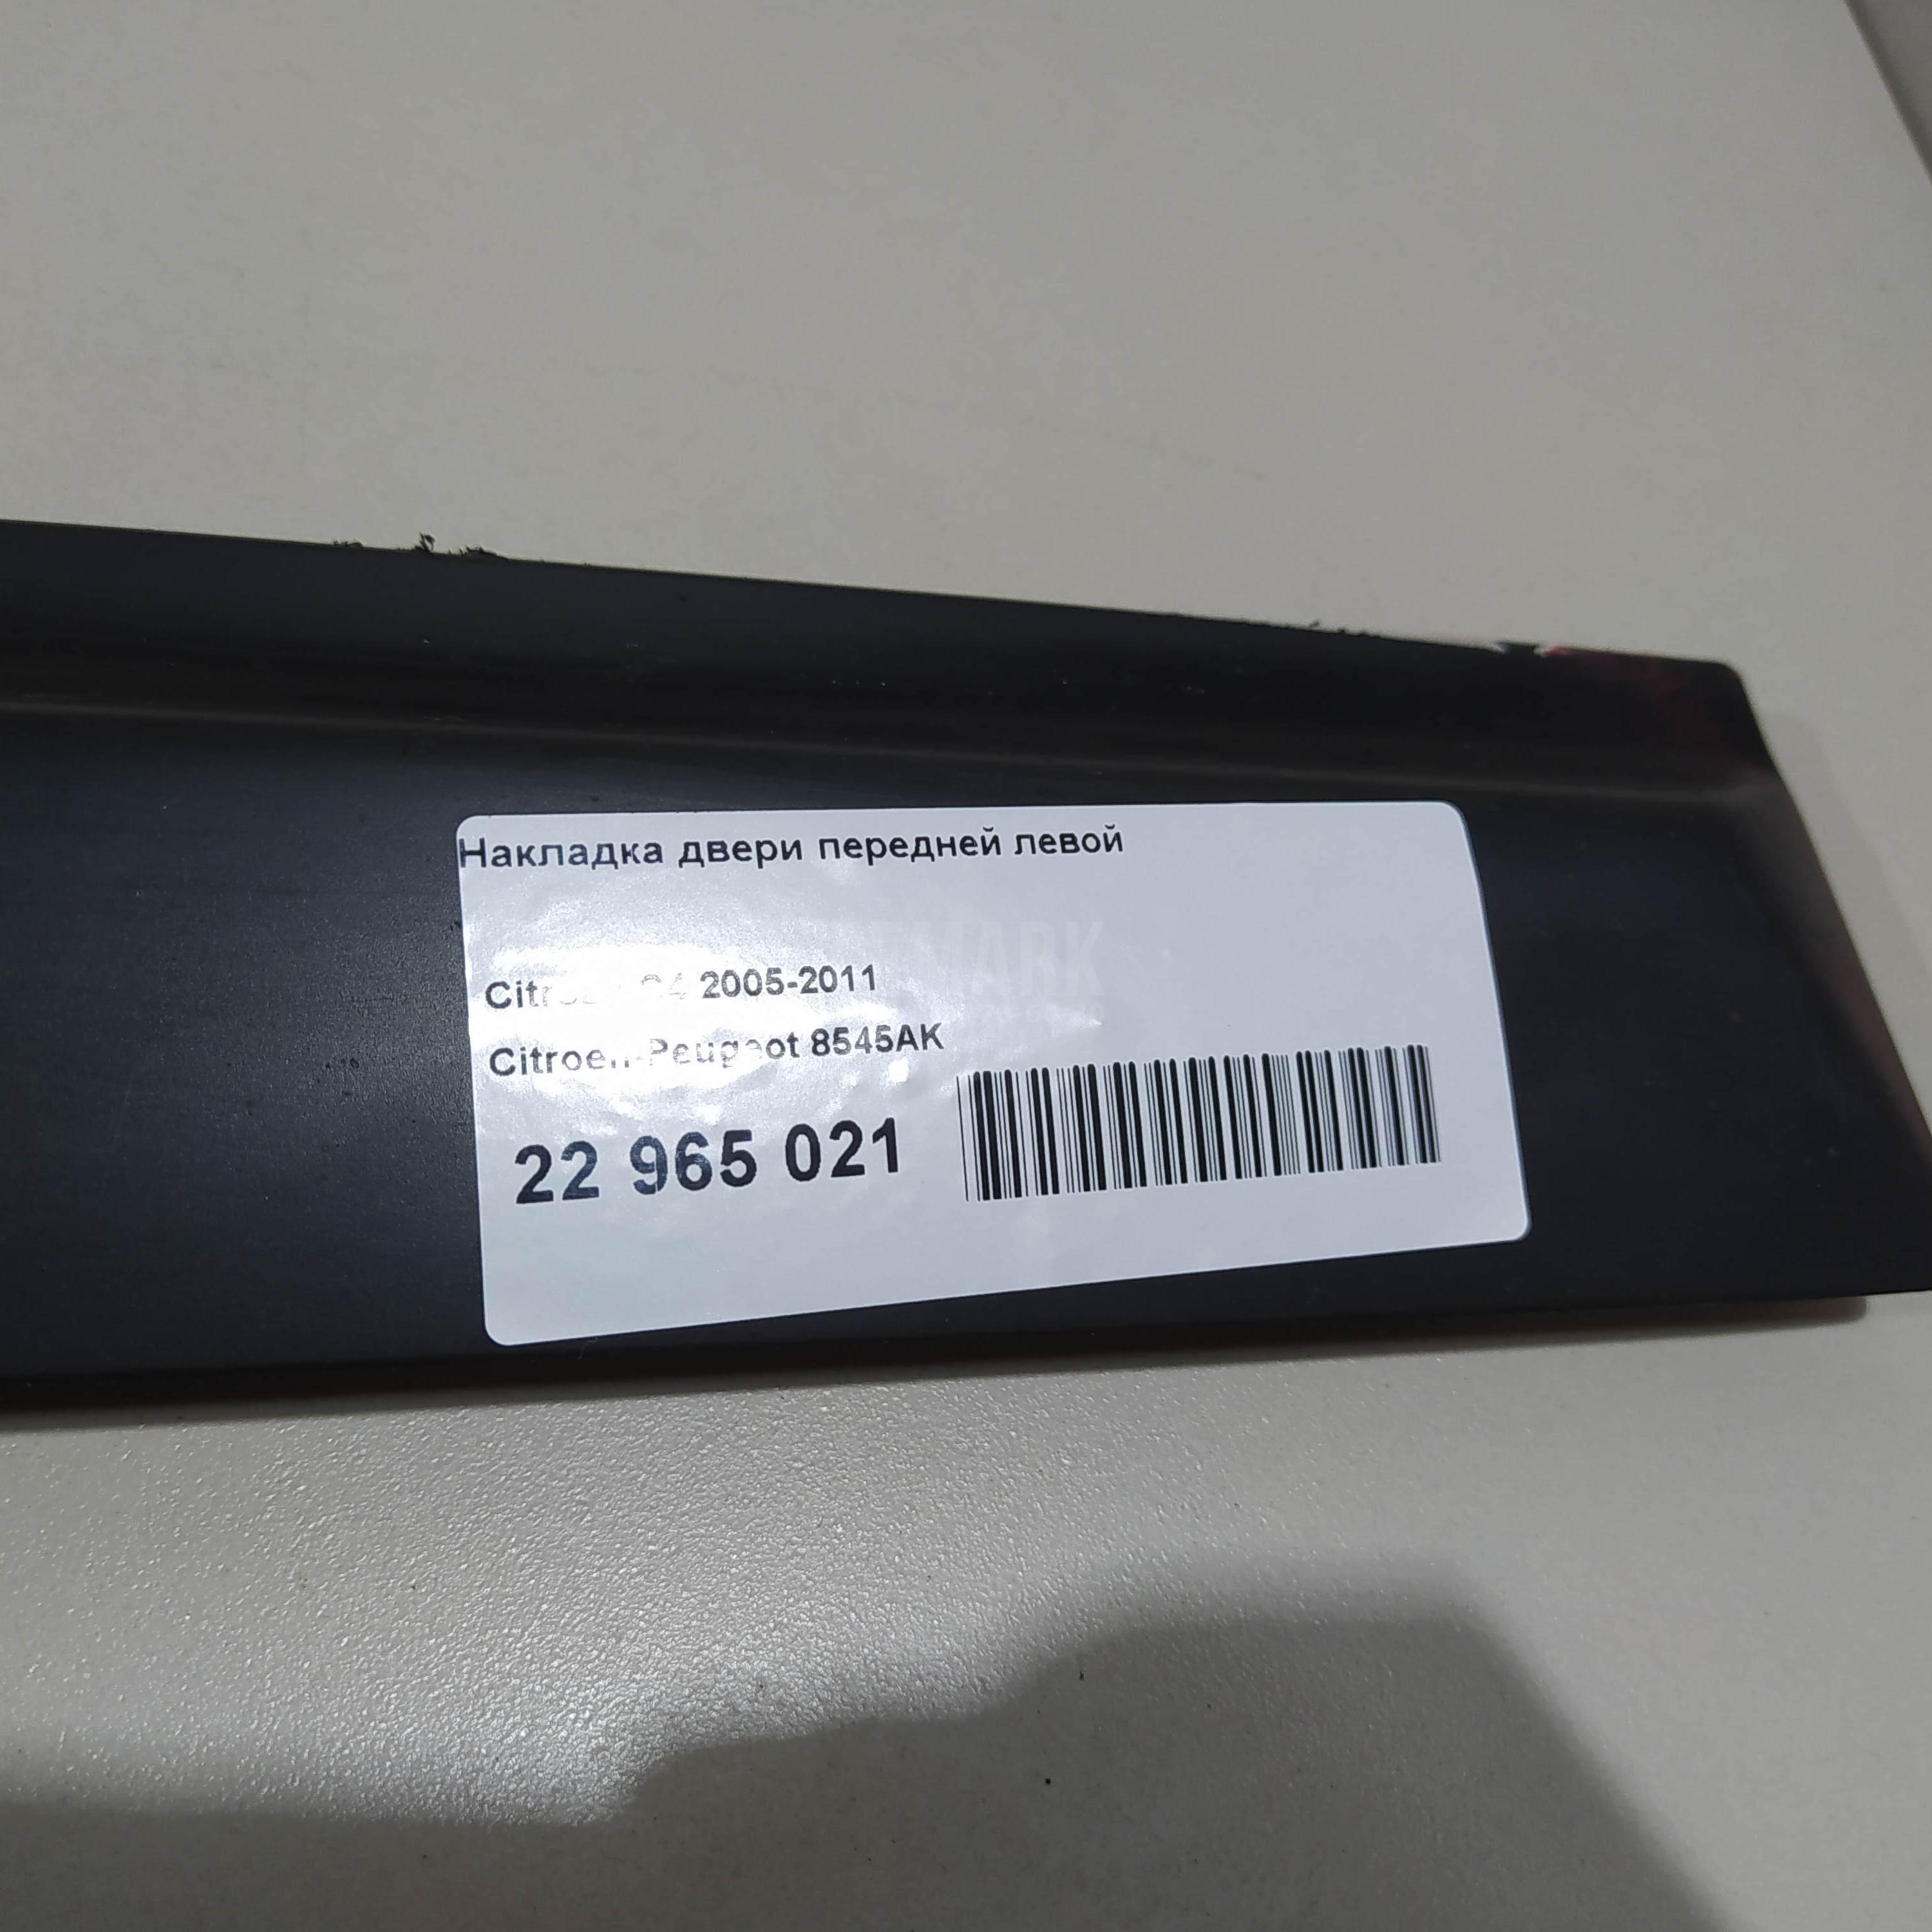 Накладка двери передней левой
Citroen C4 2005-2011
Citroen-Peugeot 8545AK
22 965 021